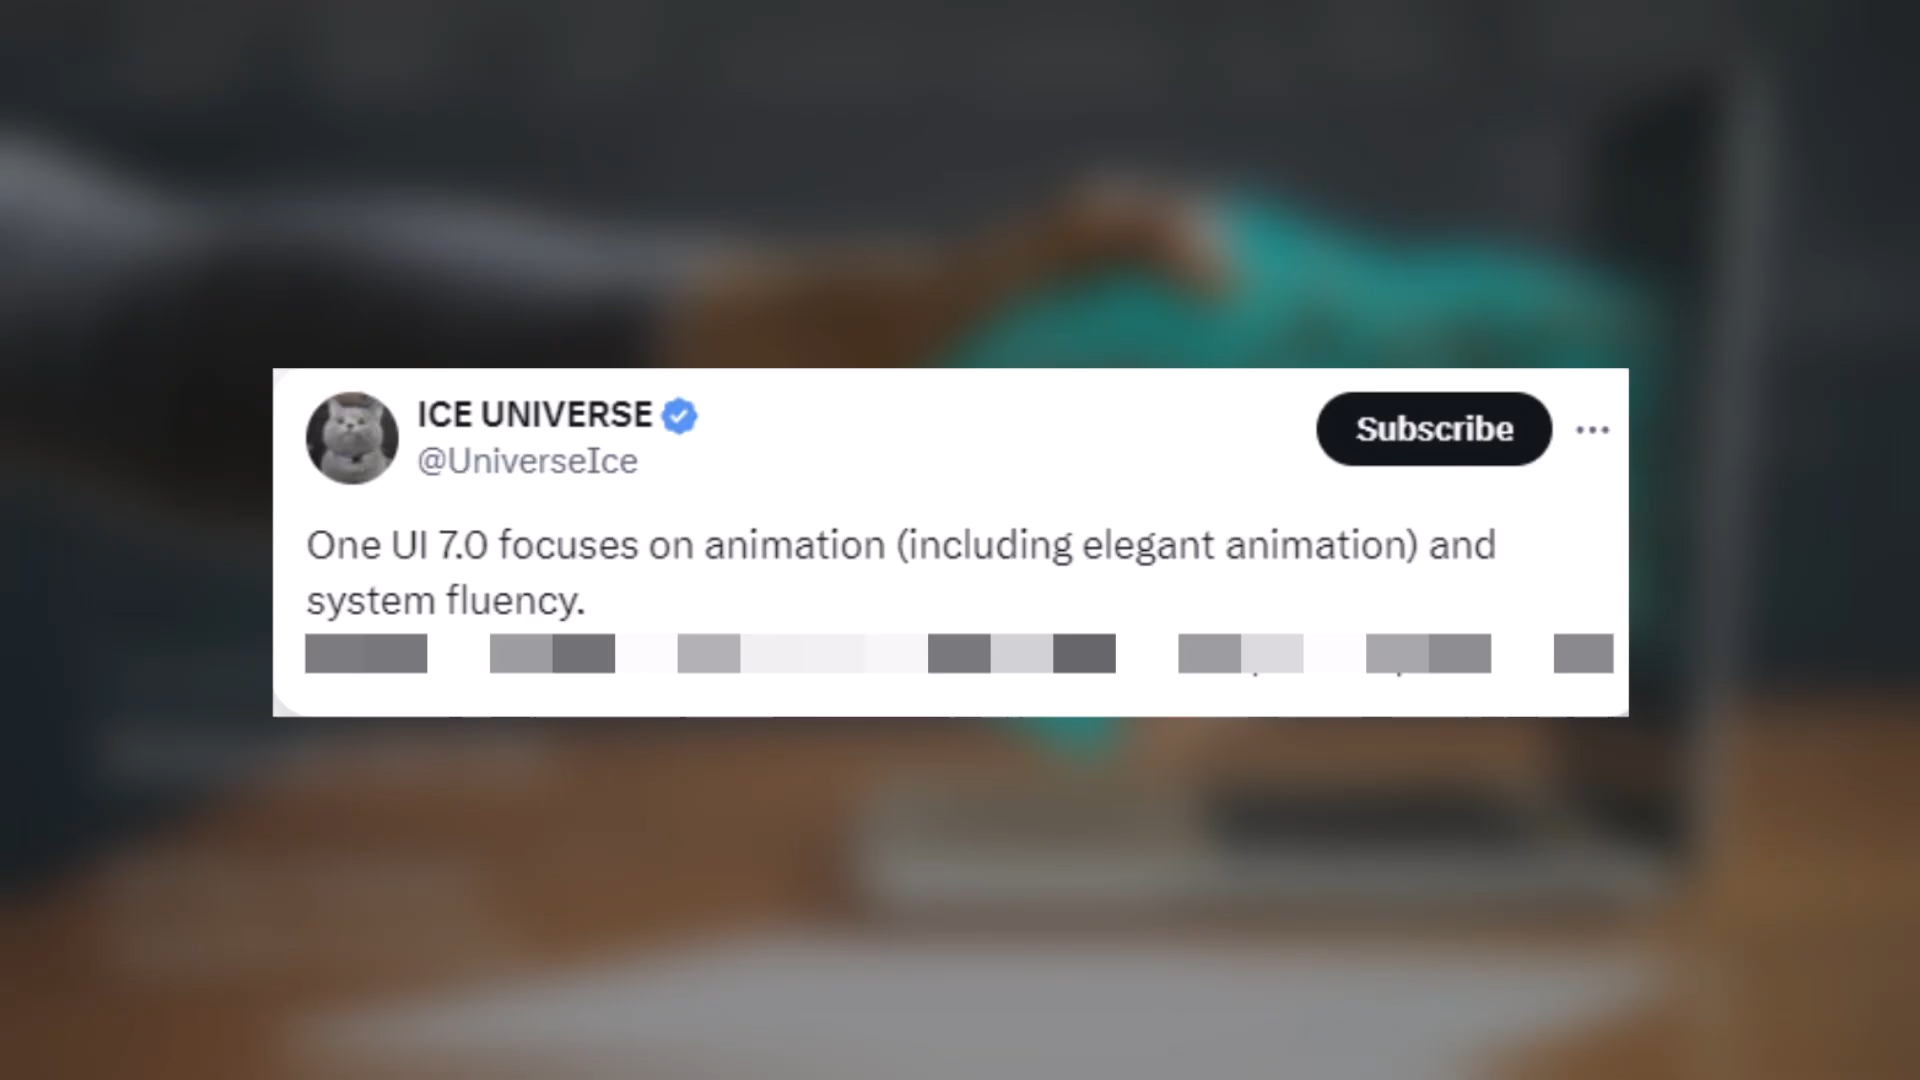 ICE UNIVERSE
@UniverseIce
Subscribe
One UI 7.0 focuses on animation (including elegant animation) and
system fluency.